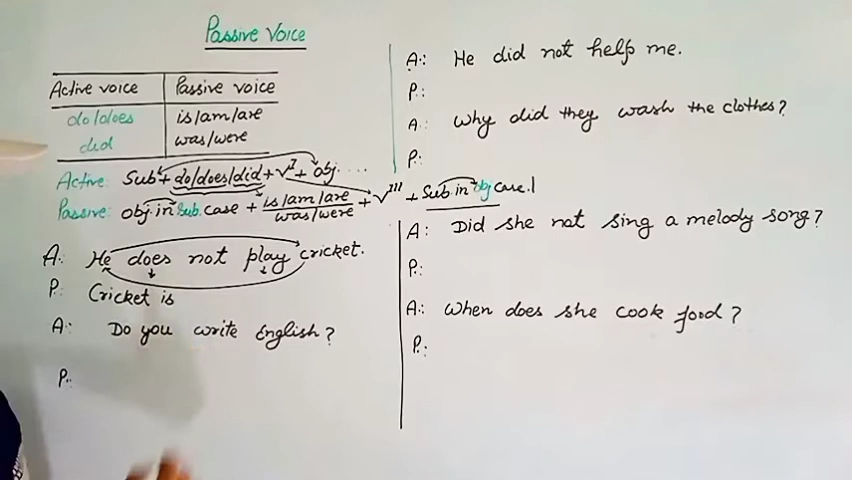 Passive Voice
Active voice Passive voice
do/does is/am/are
did was/were
Active: Sub + do/does/did + V I + obj. ....
Passive: obj. in sub. case + is/am/are was/were + V III + Sub in obj case.
A: He does not play cricket.
P: Cricket is
A: Do you write English?
P:
A: He did not help me.
P:
A: Why did they wash the clothes?
P:
A: Did she not sing a melody song?
P:
A: When does she cook food?
P: